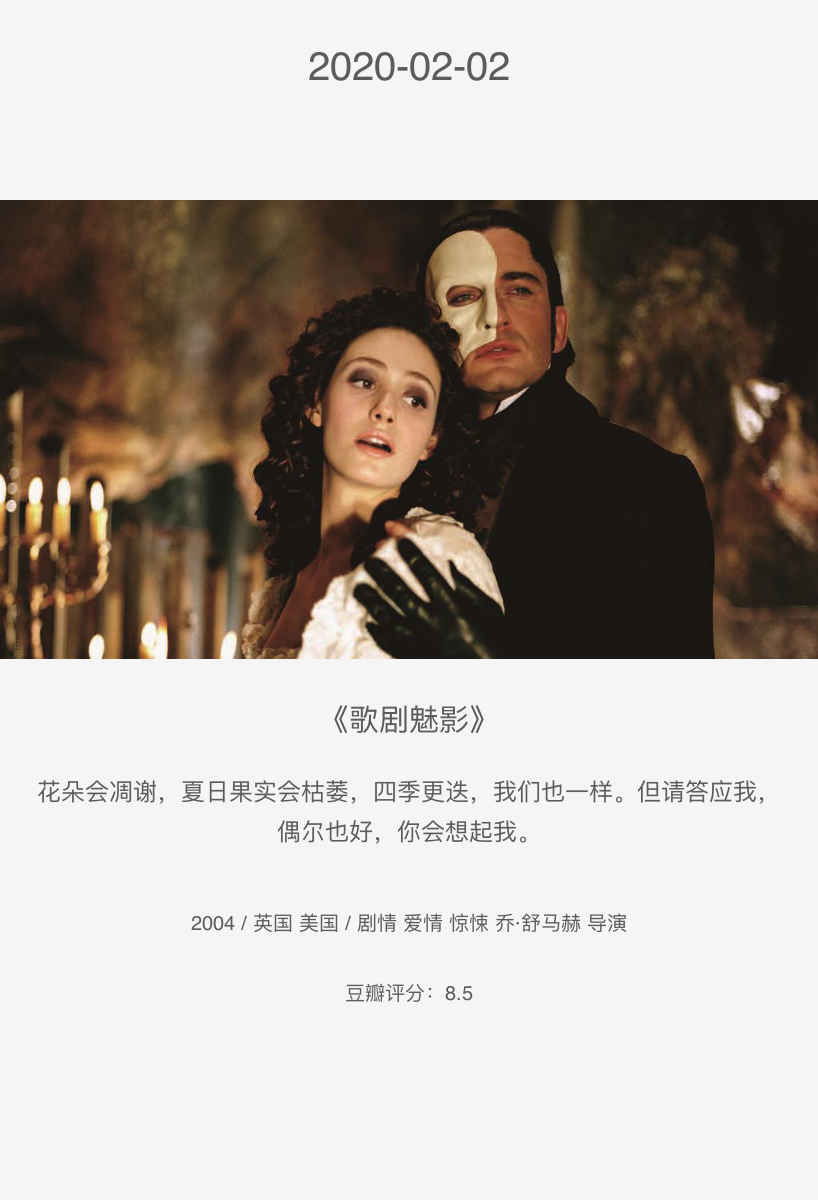 2020-02-02
《歌剧魅影》
花朵会凋谢，夏日果实会枯萎，四季更迭，我们也一样。但请答应我，
偶尔也好，你会想起我。
2004 / 英国 美国 / 剧情 爱情 惊悚 乔·舒马赫 导演
豆瓣评分：8.5